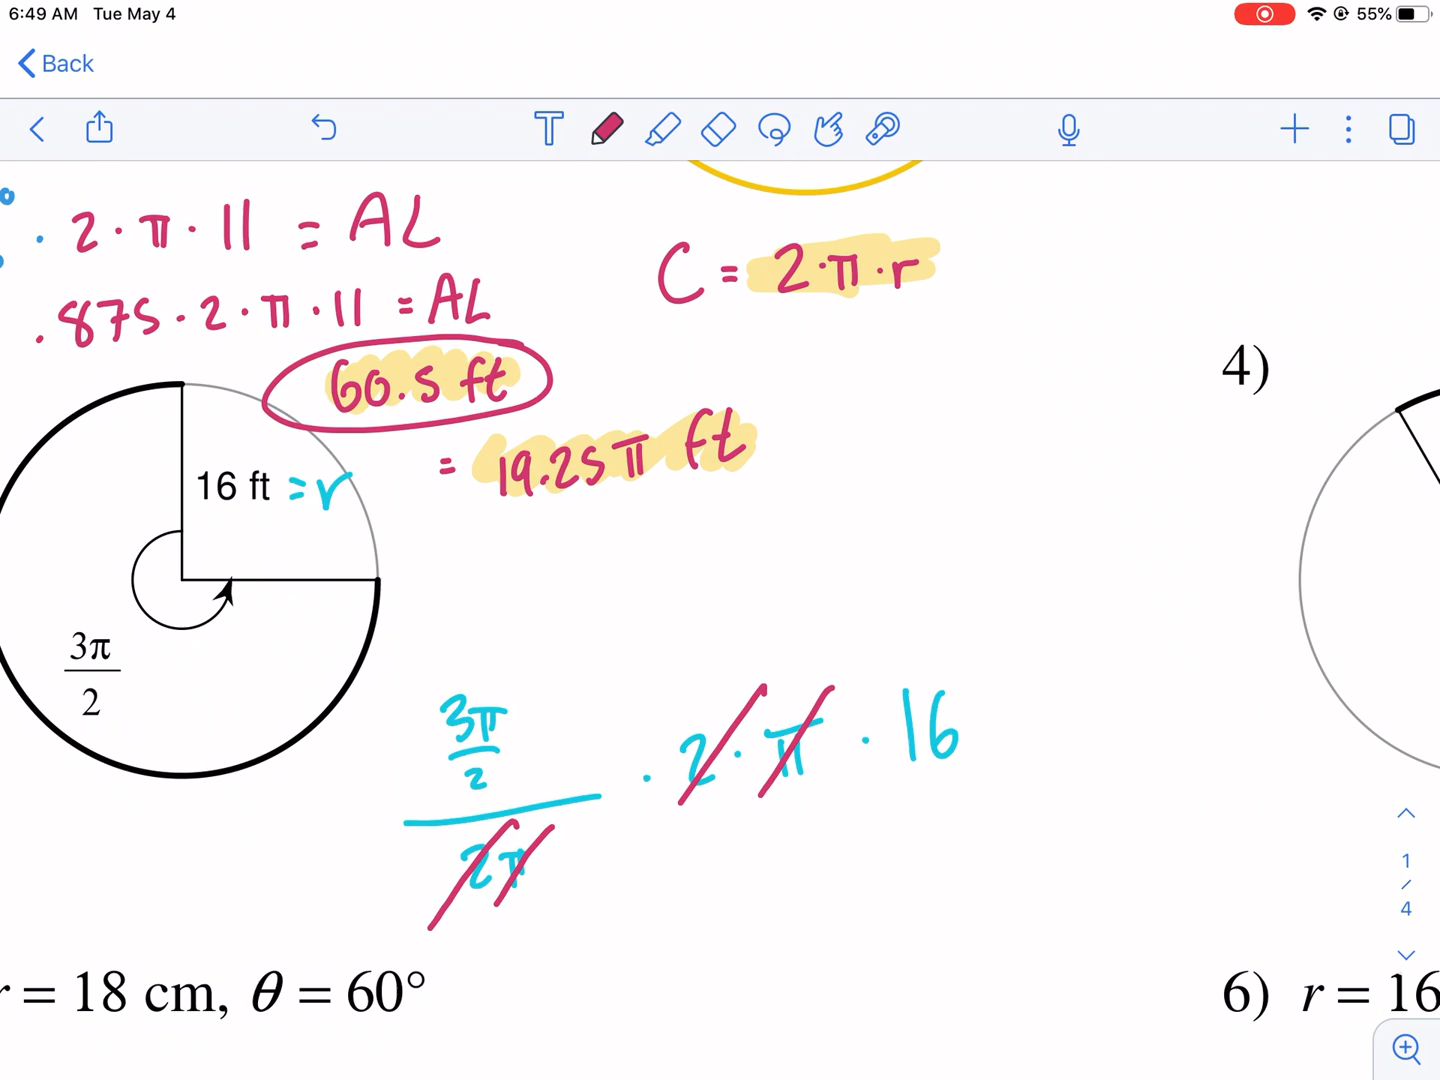 6:49 AM Tue May 4
55%
Back
. 2·π·11 = AL
.875·2·π·11 = AL
C = 2·π·r
60.5 ft
= 19.25π ft
4)
16 ft = r
3π
2
3π
2
2π
· 2·π · 16
1
/
4
r = 18 cm, θ = 60°
6) r = 16